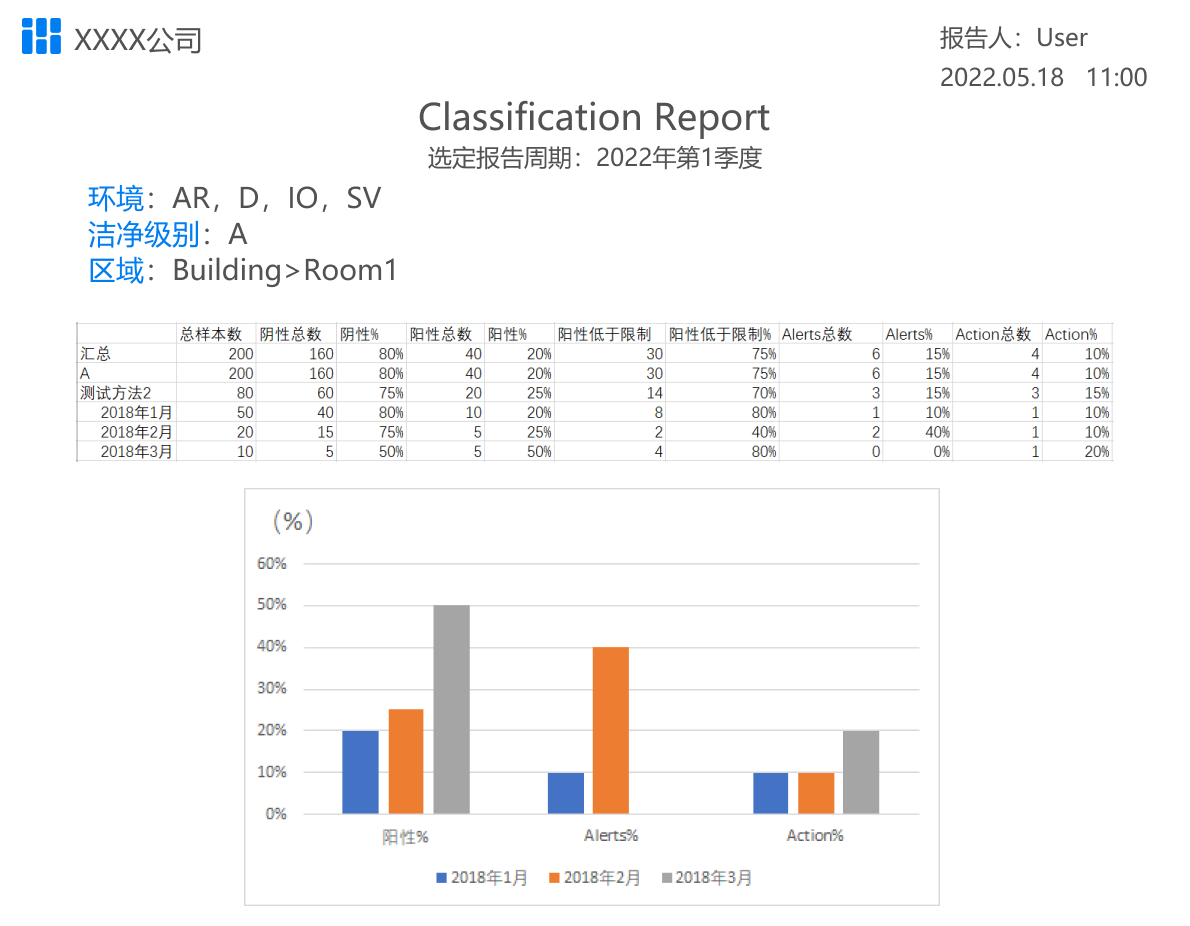 XXXX公司
报告人：User
2022.05.18 11:00
Classification Report
选定报告周期：2022年第1季度
环境：AR，D，IO，SV
洁净级别：A
区域：Building>Room1
总样本数 阴性总数 阴性% 阳性总数 阳性% 阳性低于限制 阳性低于限制% Alerts总数 Alerts% Action总数 Action%
汇总 200 160 80% 40 20% 30 75% 6 15% 4 10%
A 200 160 80% 40 20% 30 75% 6 15% 4 10%
测试方法2 80 60 75% 20 25% 14 70% 3 15% 3 15%
2018年1月 50 40 80% 10 20% 8 80% 1 10% 1 10%
2018年2月 20 15 75% 5 25% 2 40% 2 40% 1 10%
2018年3月 10 5 50% 5 50% 4 80% 0 0% 1 20%
（%）
60%
50%
40%
30%
20%
10%
0%
阳性% Alerts% Action%
2018年1月 2018年2月 2018年3月